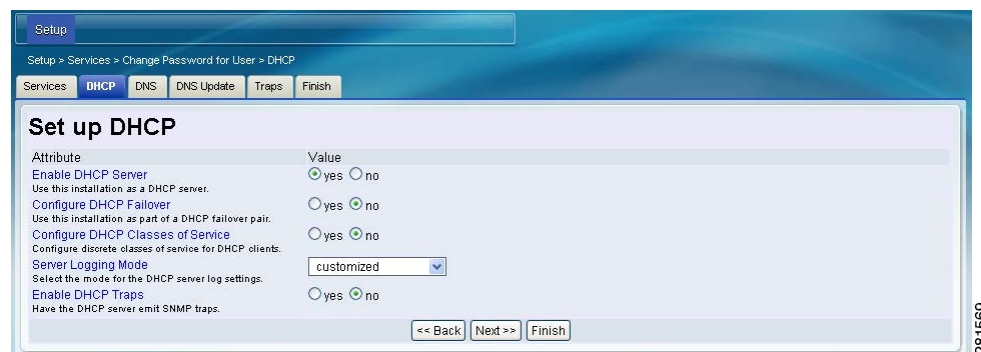 Setup
Setup > Services > Change Password for User > DHCP
Services DHCP DNS DNS Update Traps Finish
Set up DHCP
Attribute Value
Enable DHCP Server yes no
Use this installation as a DHCP server.
Configure DHCP Failover yes no
Use this installation as part of a DHCP failover pair.
Configure DHCP Classes of Service yes no
Configure discrete classes of service for DHCP clients.
Server Logging Mode customized
Select the mode for the DHCP server log settings.
Enable DHCP Traps yes no
Have the DHCP server emit SNMP traps.
<< Back Next >> Finish
281569